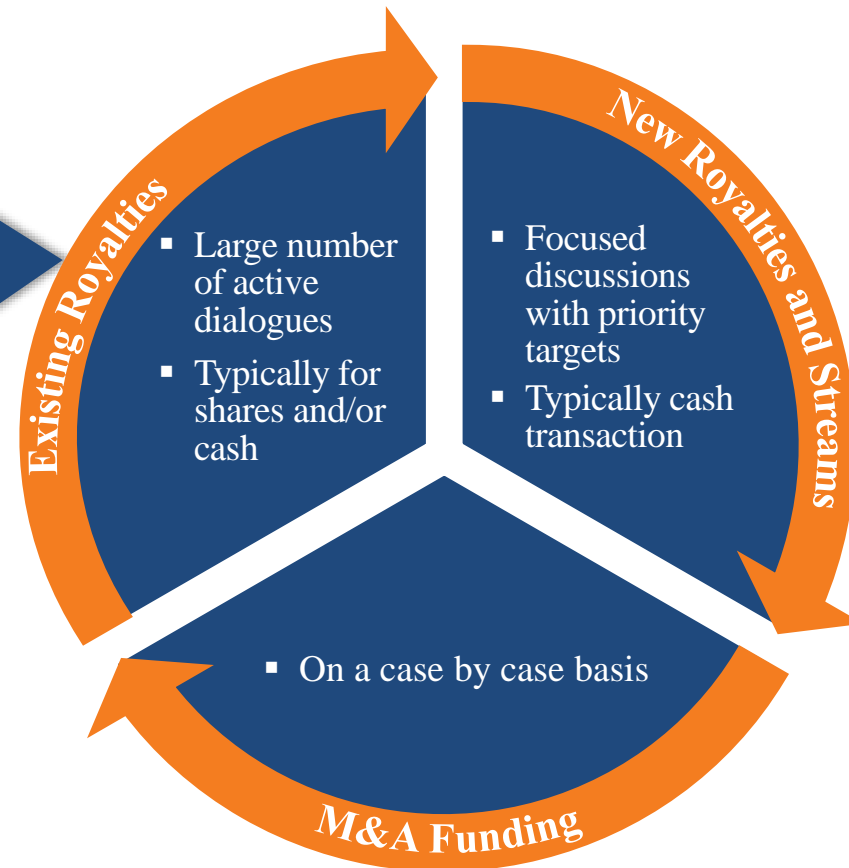 Existing Royalties
▪ Large number
of active
dialogues
▪ Typically for
shares and/or
cash
New Royalties and Streams
▪ Focused
discussions
with priority
targets
▪ Typically cash
transaction
▪ On a case by case basis
M&A Funding